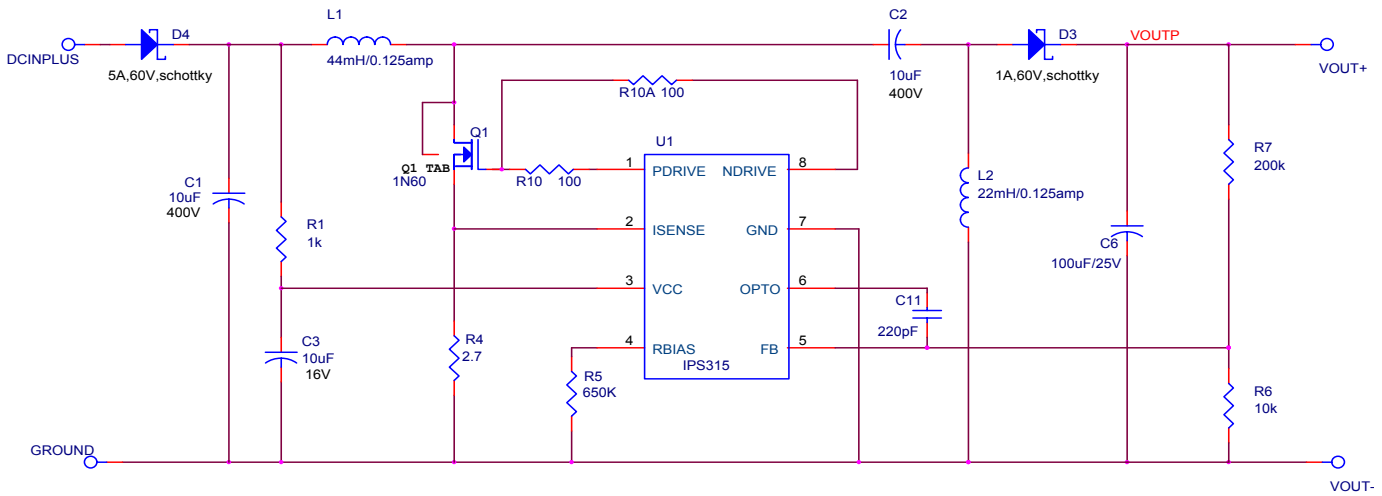 L1
C2
D4
D3
VOUTP
DCINPLUS
VOUT+
5A,60V,schottky
44mH/0.125amp
10uF
400V
1A,60V,schottky
R10A 100
Q1
U1
Q1 TAB
1N60
R10 100
1
PDRIVE
NDRIVE
8
R7
200k
L2
22mH/0.125amp
C1
10uF
400V
R1
1k
2
ISENSE
GND
7
C6
100uF/25V
3
VCC
OPTO
6
C11
220pF
C3
10uF
16V
R4
2.7
4
RBIAS
FB
5
IPS315
R5
650K
R6
10k
GROUND
VOUT-